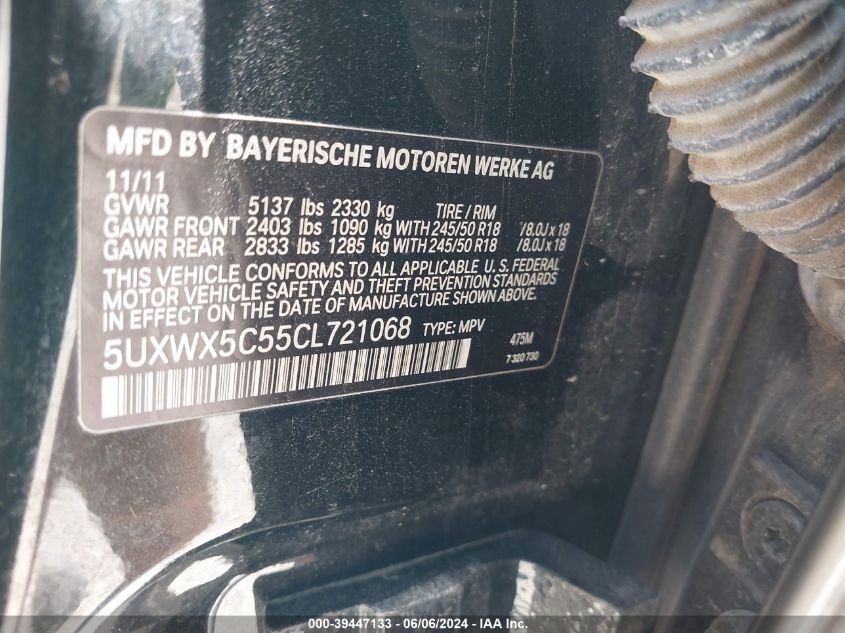 MFD BY BAYERISCHE MOTOREN WERKE AG
11/11
GVWR 5137 lbs 2330 kg TIRE / RIM
GAWR FRONT 2403 lbs 1090 kg WITH 245/50 R18 /8.0J x 18
GAWR REAR 2833 lbs 1285 kg WITH 245/50 R18 /8.0J x 18
THIS VEHICLE CONFORMS TO ALL APPLICABLE U.S. FEDERAL
MOTOR VEHICLE SAFETY AND THEFT PREVENTION STANDARDS
IN EFFECT ON THE DATE OF MANUFACTURE SHOWN ABOVE.
5UXWX5C55CL721068 TYPE: MPV 475M
7 320 730
000-39447133 - 06/06/2024 - IAA Inc.